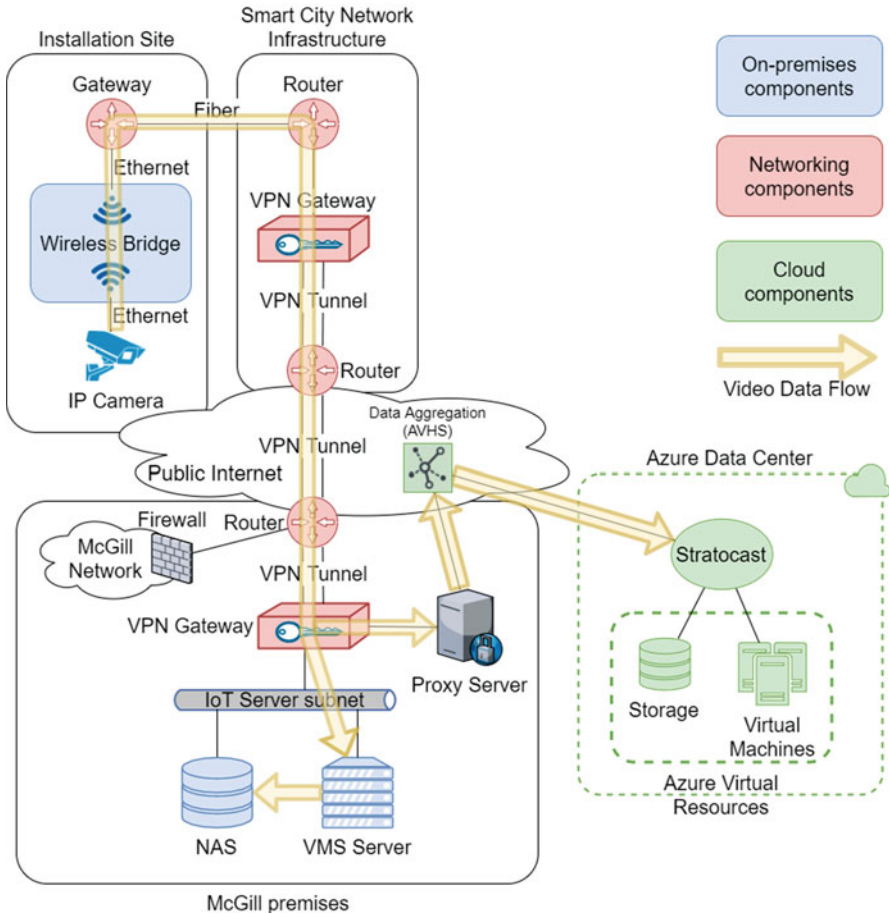 Installation Site
Smart City Network
Infrastructure
Gateway
Router
Fiber
Ethernet
Wireless Bridge
Ethernet
IP Camera
VPN Gateway
VPN Tunnel
Router
Data Aggregation
(AVHS)
VPN Tunnel
Public Internet
Firewall
Router
McGill
Network
VPN Tunnel
VPN Gateway
Proxy Server
IoT Server subnet
NAS
VMS Server
McGill premises
On-premises
components
Networking
components
Cloud
components
Video Data Flow
Azure Data Center
Stratocast
Storage
Virtual
Machines
Azure Virtual
Resources